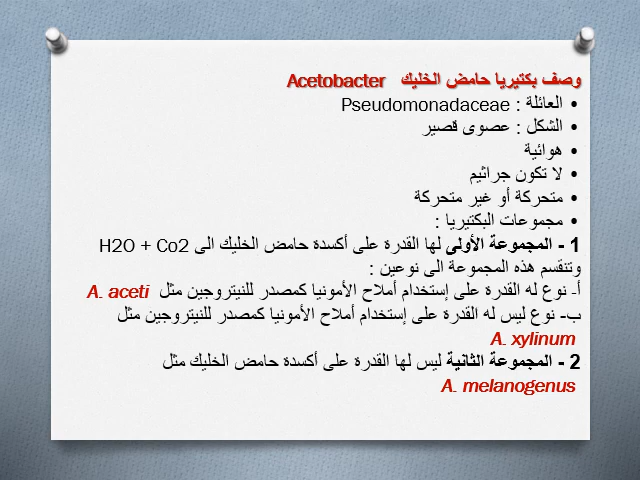 وصف بكتيريا حامض الخليك Acetobacter
• العائلة : Pseudomonadaceae
• الشكل : عصوى قصير
• هوائية
• لا تكون جراثيم
• متحركة أو غير متحركة
• مجموعات البكتيريا :
1 - المجموعة الأولى لها القدرة على أكسدة حامض الخليك الى H2O + Co2
وتنقسم هذه المجموعة الى نوعين :
أ- نوع له القدرة على إستخدام أملاح الأمونيا كمصدر للنيتروجين مثل A. aceti
ب- نوع ليس له القدرة على إستخدام أملاح الأمونيا كمصدر للنيتروجين مثل
A. xylinum
2 - المجموعة الثانية ليس لها القدرة على أكسدة حامض الخليك مثل
A. melanogenus